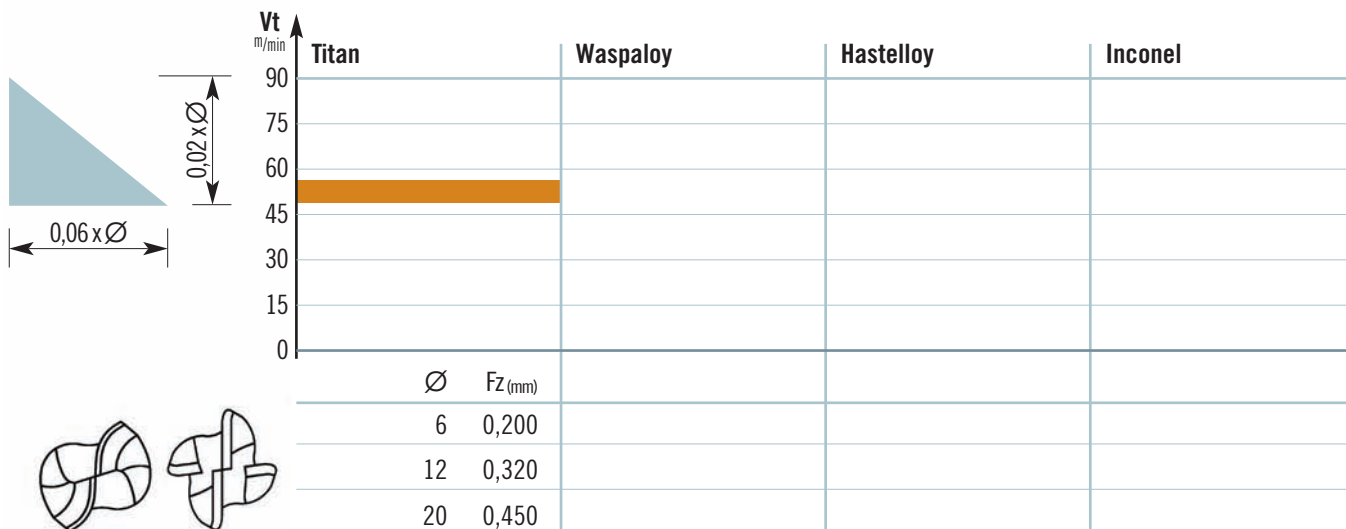 Vt
m/min
Titan Waspaloy Hastelloy Inconel
90
75
60
45
30
15
0
0,02 x Ø
0,06 x Ø
Ø Fz (mm)
6 0,200
12 0,320
20 0,450